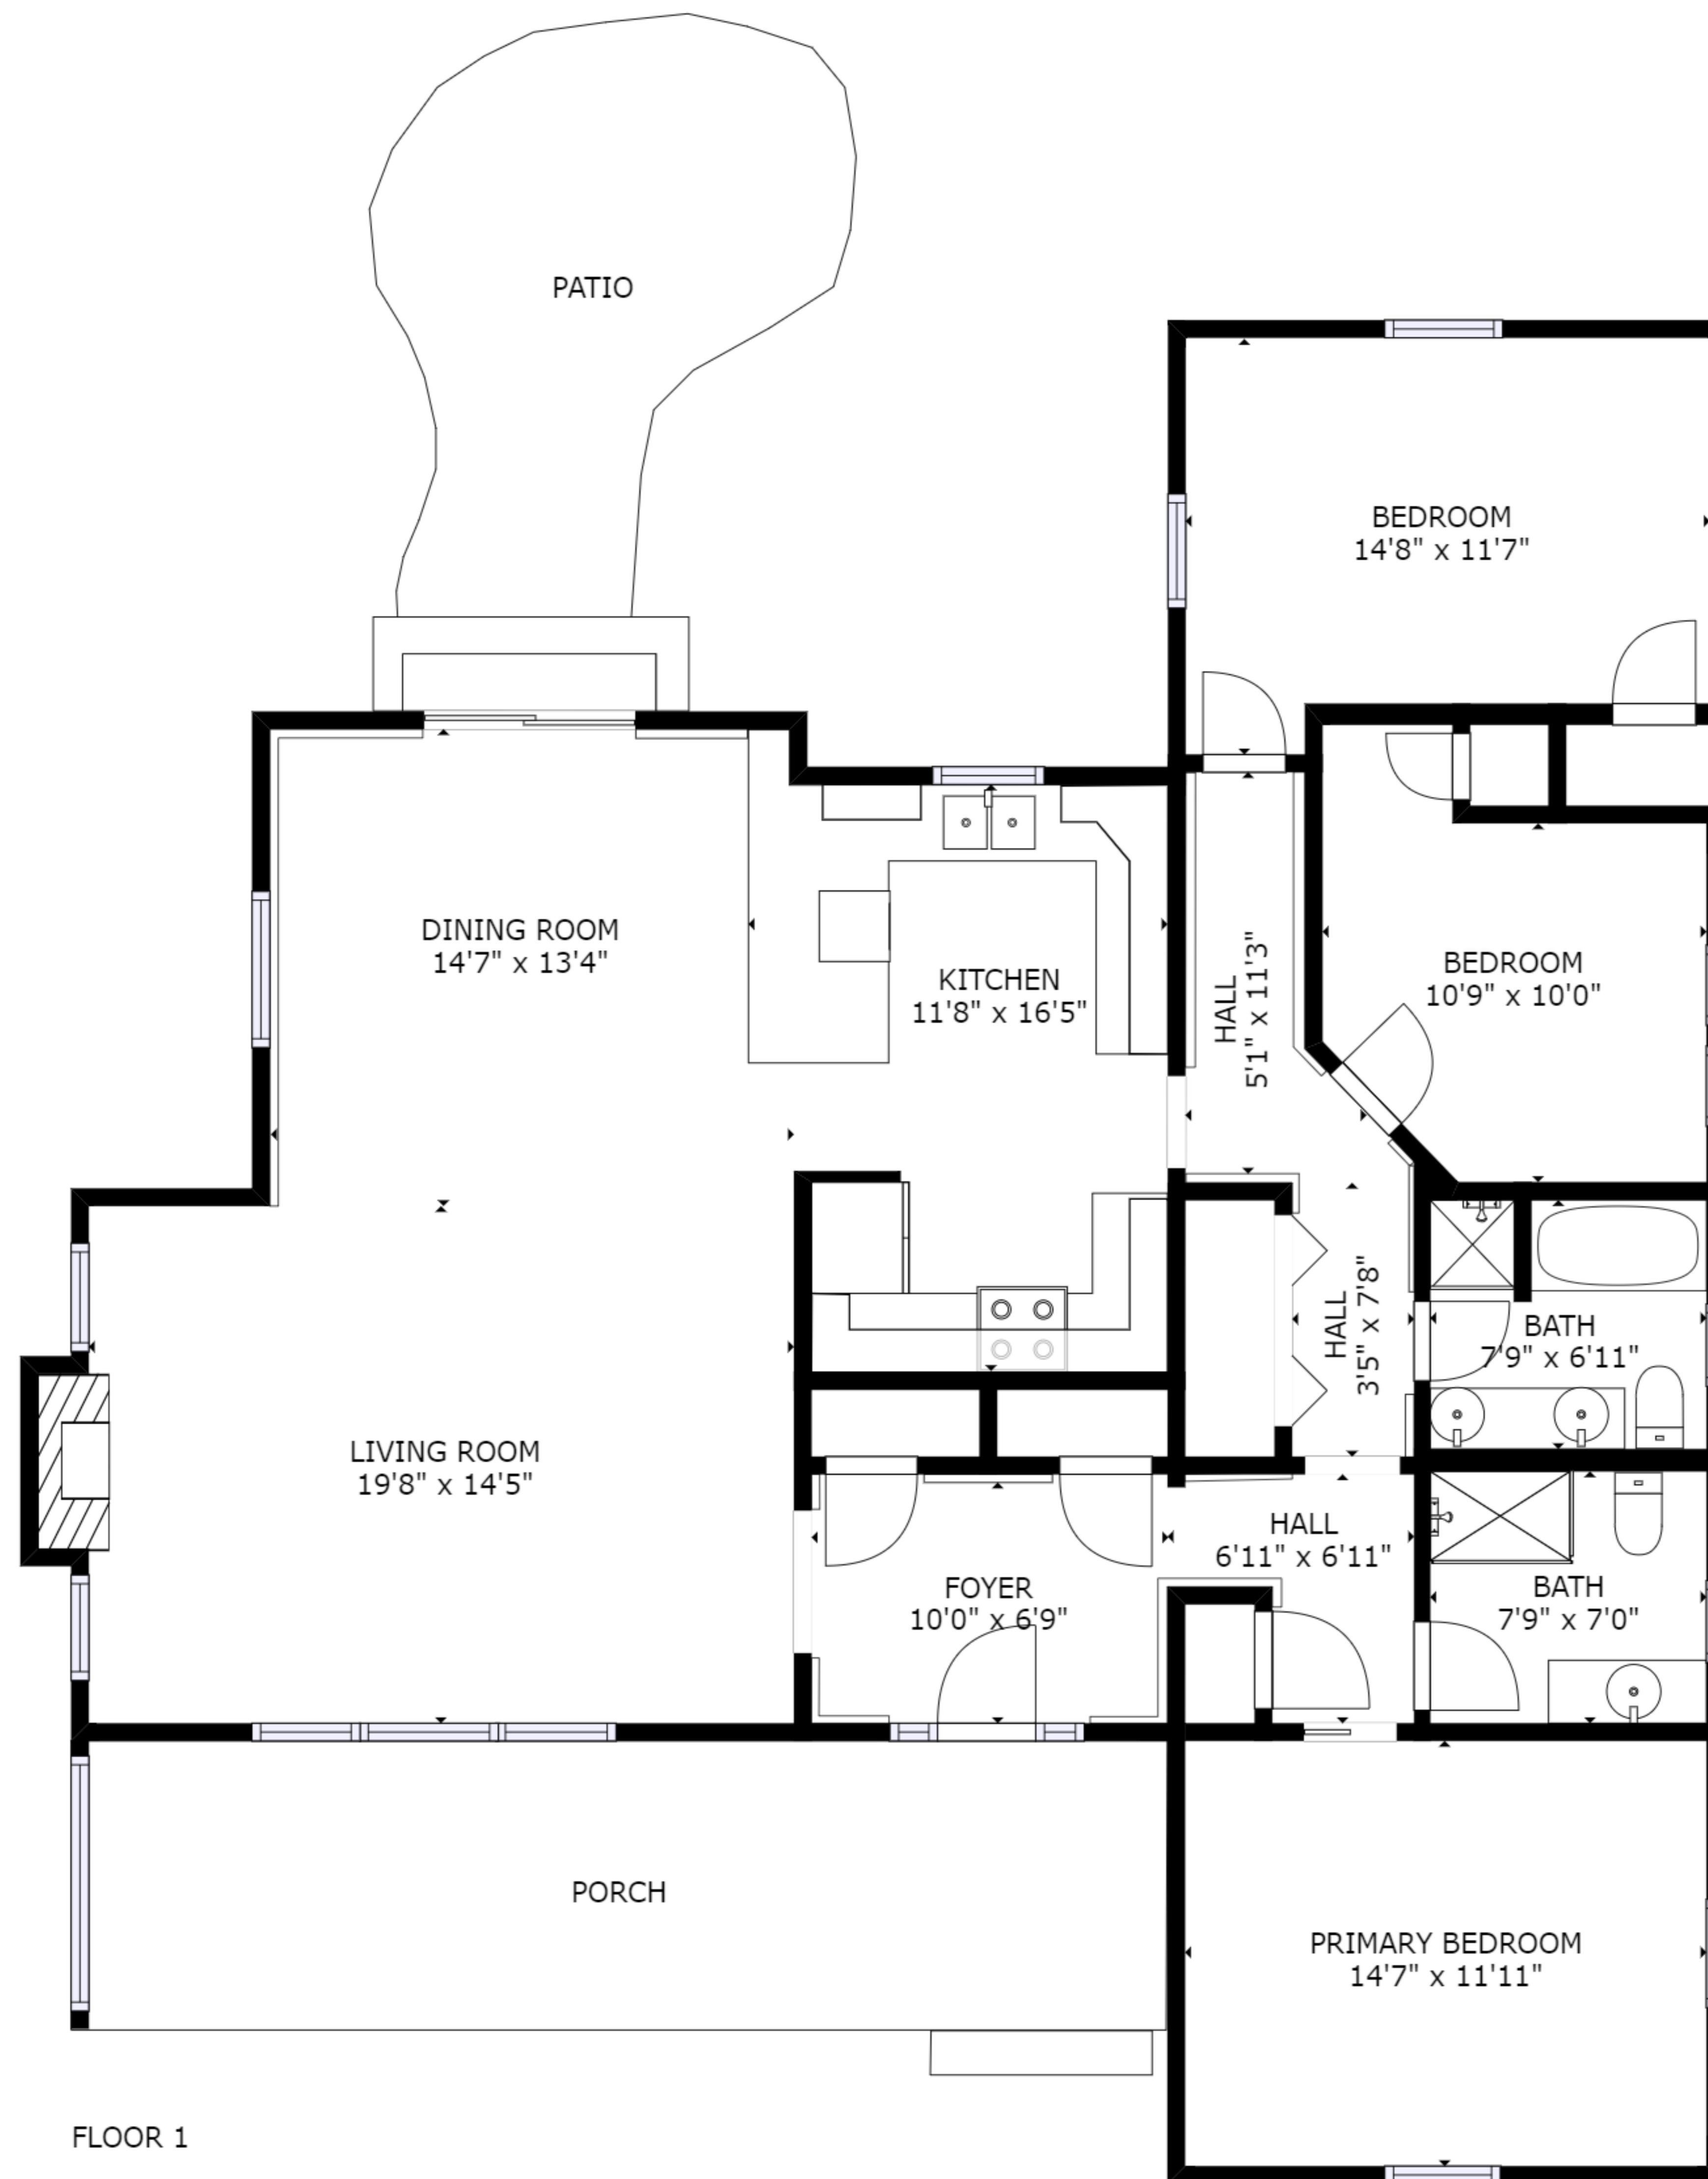 PATIO
BEDROOM
14'8" x 11'7"
DINING ROOM
14'7" x 13'4"
KITCHEN
11'8" x 16'5"
HALL
5'1" x 11'3"
BEDROOM
10'9" x 10'0"
HALL
3'5" x 7'8"
BATH
7'9" x 6'11"
LIVING ROOM
19'8" x 14'5"
FOYER
10'0" x 6'9"
HALL
6'11" x 6'11"
BATH
7'9" x 7'0"
PORCH
PRIMARY BEDROOM
14'7" x 11'11"
FLOOR 1